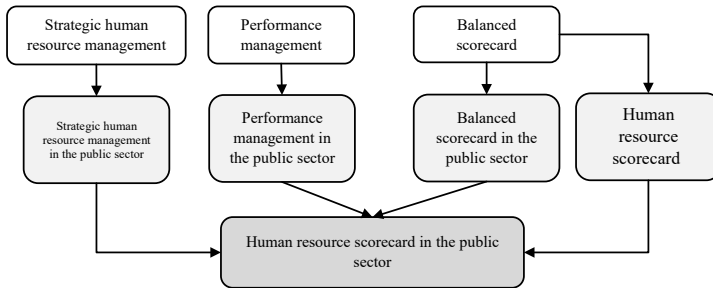 Strategic human
resource management
Performance
management
Balanced
scorecard
Strategic human
resource management
in the public sector
Performance
management in
the public sector
Balanced
scorecard in the
public sector
Human
resource
scorecard
Human resource scorecard in the public
sector